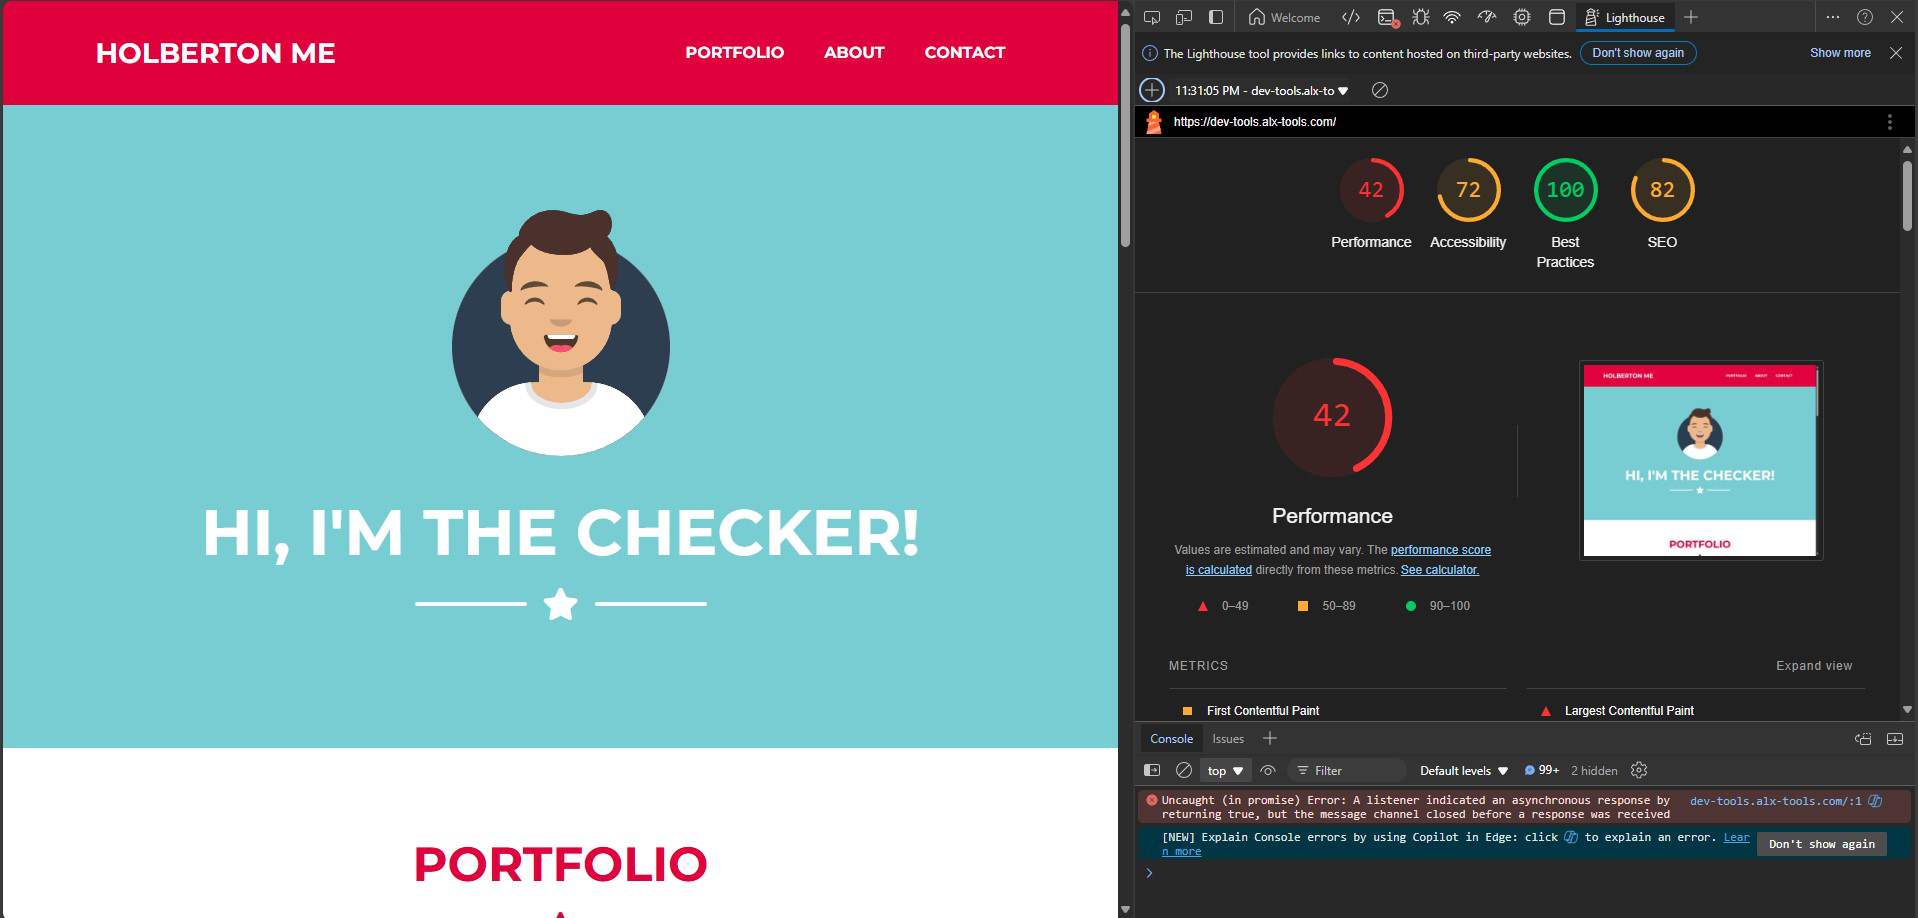 HOLBERTON ME
PORTFOLIO ABOUT CONTACT
HI, I'M THE CHECKER!
PORTFOLIO
Welcome
Lighthouse
The Lighthouse tool provides links to content hosted on third-party websites.
Don't show again
Show more
11:31:05 PM - dev-tools.alx-to
https://dev-tools.alx-tools.com/
42 72 100 82
Performance Accessibility Best SEO
Practices
42
Performance
Values are estimated and may vary. The performance score
is calculated directly from these metrics. See calculator.
0–49 50–89 90–100
HOLBERTON ME
PORTFOLIO ABOUT CONTACT
HI, I'M THE CHECKER!
PORTFOLIO
METRICS
Expand view
First Contentful Paint
Largest Contentful Paint
Console Issues
top
Filter
Default levels
99+
2 hidden
Uncaught (in promise) Error: A listener indicated an asynchronous response by
returning true, but the message channel closed before a response was received
dev-tools.alx-tools.com/:1
[NEW] Explain Console errors by using Copilot in Edge: click to explain an error. Lear
n more
Don't show again